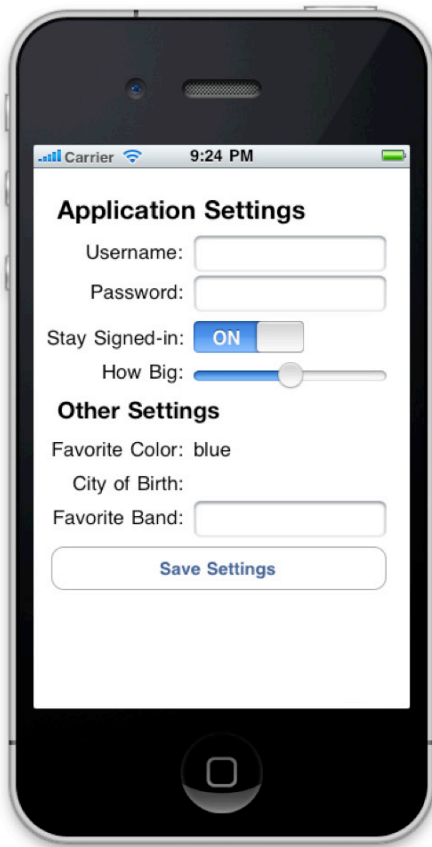 Carrier 9:24 PM
Application Settings
Username:
Password:
Stay Signed-in: ON
How Big:
Other Settings
Favorite Color: blue
City of Birth:
Favorite Band:
Save Settings